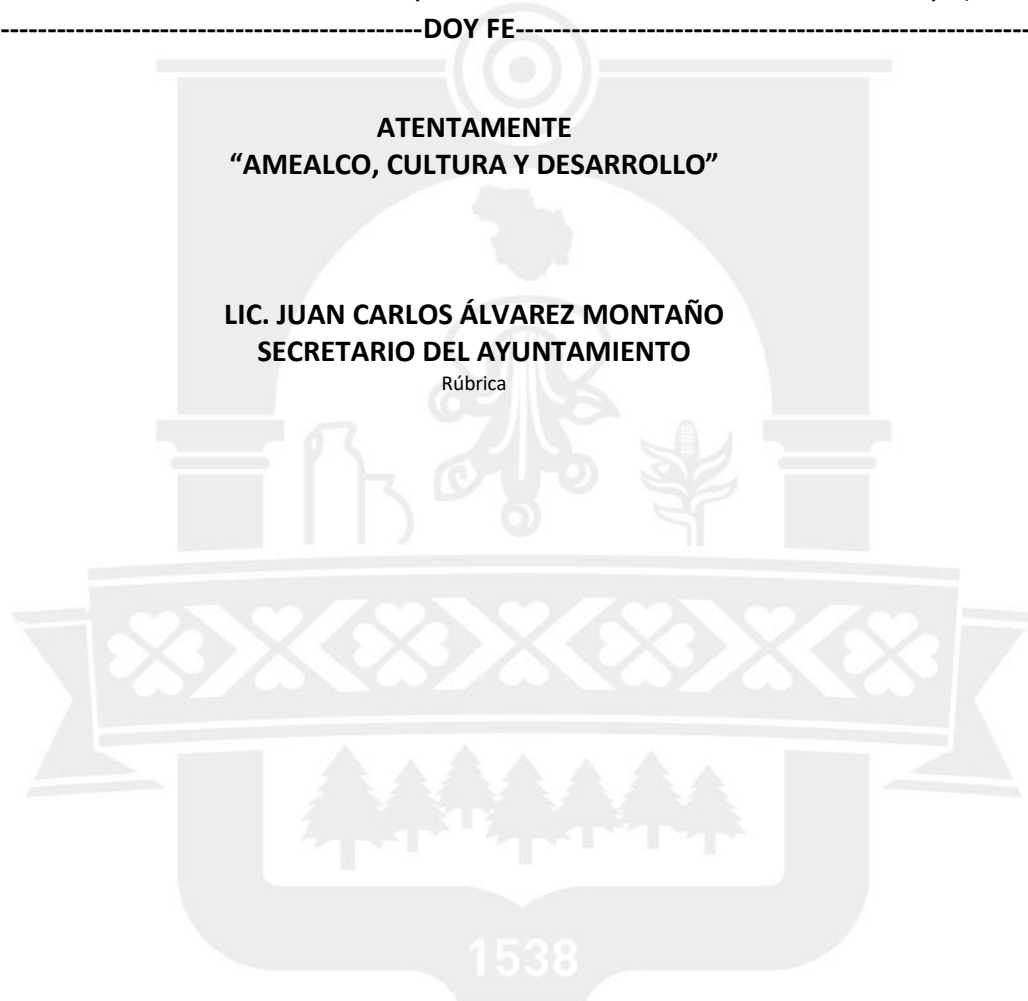 -----------------------------------------------DOY FE---------------------------------------------------------
ATENTAMENTE
“AMEALCO, CULTURA Y DESARROLLO”
LIC. JUAN CARLOS ÁLVAREZ MONTAÑO
SECRETARIO DEL AYUNTAMIENTO
Rúbrica
1538